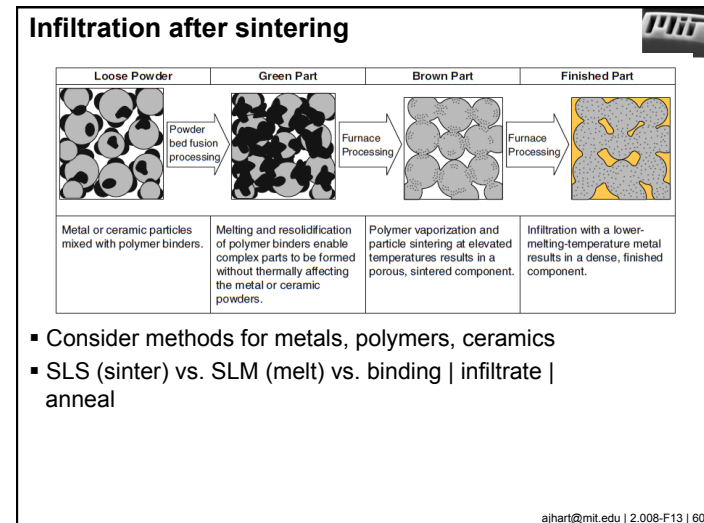 Infiltration after sintering
Loose Powder
Green Part
Brown Part
Finished Part
Powder
bed fusion
processing
Furnace
Processing
Furnace
Processing
Metal or ceramic particles
mixed with polymer binders.
Melting and resolidification
of polymer binders enable
complex parts to be formed
without thermally affecting
the metal or ceramic
powders.
Polymer vaporization and
particle sintering at elevated
temperatures results in a
porous, sintered component.
Infiltration with a lower-
melting-temperature metal
results in a dense, finished
component.
▪ Consider methods for metals, polymers, ceramics
▪ SLS (sinter) vs. SLM (melt) vs. binding | infiltrate |
anneal
ajhart@mit.edu | 2.008-F13 | 60